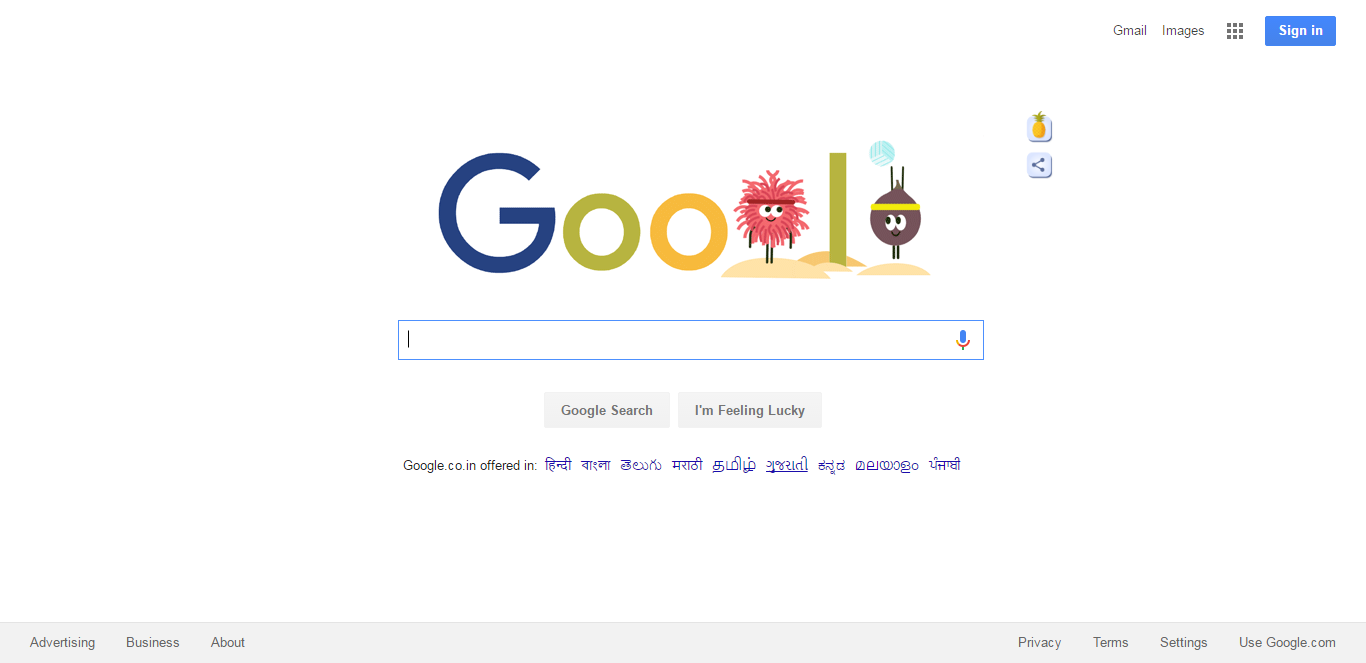 Gmail Images Sign in
Google
Google Search I'm Feeling Lucky
Google.co.in offered in: हिन्दी বাংলা తెలుగు मराठी தமிழ் ગુજરાતી ಕನ್ನಡ മലയാളം ਪੰਜਾਬੀ
Advertising Business About Privacy Terms Settings Use Google.com